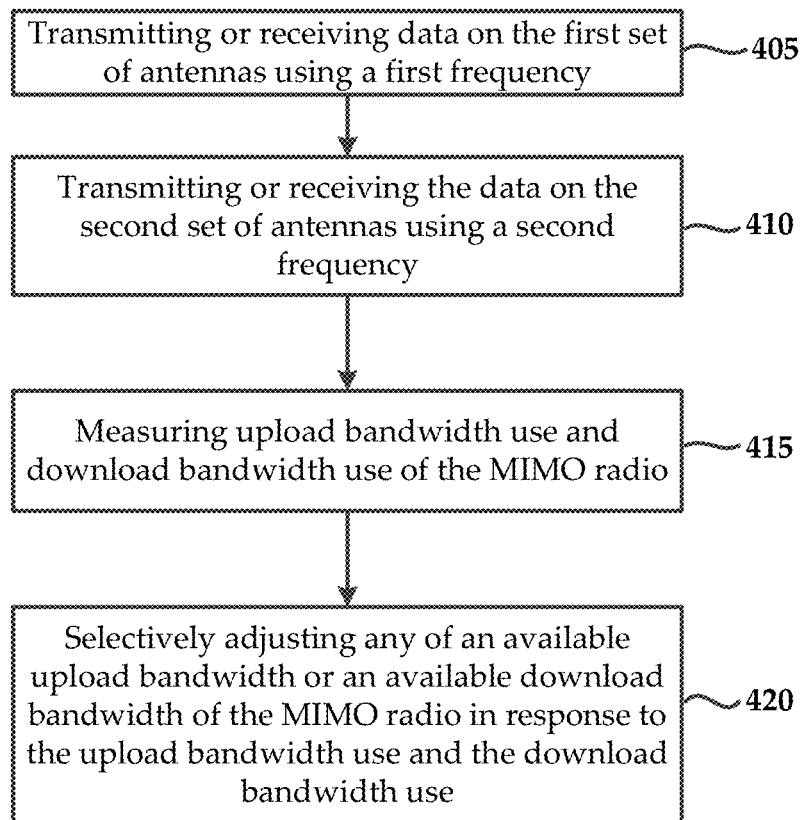 Transmitting or receiving data on the first set
of antennas using a first frequency
405
Transmitting or receiving the data on the
second set of antennas using a second
frequency
410
Measuring upload bandwidth use and
download bandwidth use of the MIMO radio
415
Selectively adjusting any of an available
upload bandwidth or an available download
bandwidth of the MIMO radio in response to
the upload bandwidth use and the download
bandwidth use
420